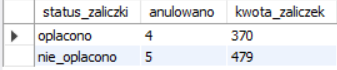 status_zaliczki anulowano kwota_zaliczek
oplacono 4 370
nie_oplacono 5 479